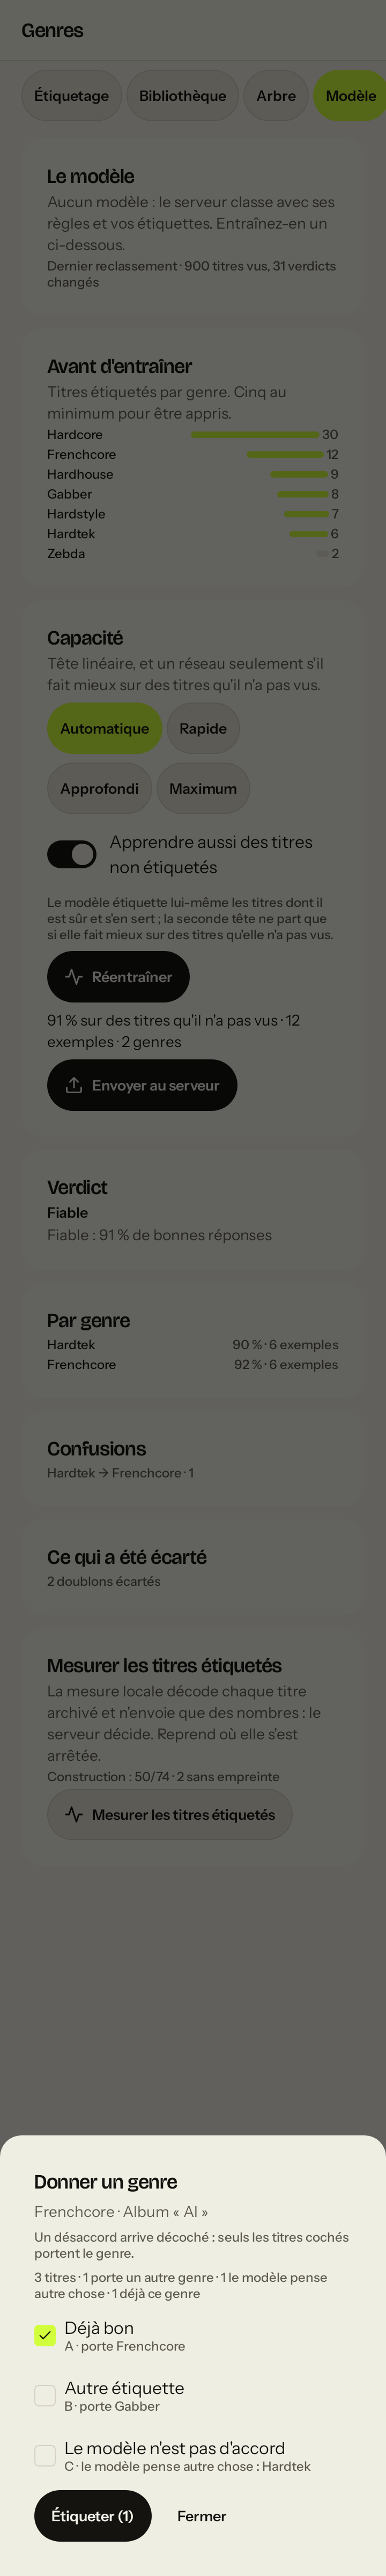 Genres
Étiquetage
Bibliothèque
Arbre
Modèle
Le modèle
Aucun modèle : le serveur classe avec ses
règles et vos étiquettes. Entraînez-en un
ci-dessous.
Dernier reclassement · 900 titres vus, 31 verdicts
changés
Avant d'entraîner
Titres étiquetés par genre. Cinq au
minimum pour être appris.
Hardcore 30
Frenchcore 12
Hardhouse 9
Gabber 8
Hardstyle 7
Hardtek 6
Zebda 2
Capacité
Tête linéaire, et un réseau seulement s'il
fait mieux sur des titres qu'il n'a pas vus.
Automatique
Rapide
Approfondi
Maximum
Apprendre aussi des titres
non étiquetés
Le modèle étiquette lui-même les titres dont il
est sûr et s'en sert ; la seconde tête ne part que
si elle fait mieux sur des titres qu'elle n'a pas vus.
Réentraîner
91 % sur des titres qu'il n'a pas vus · 12
exemples · 2 genres
Envoyer au serveur
Verdict
Fiable
Fiable : 91 % de bonnes réponses
Par genre
Hardtek 90 % · 6 exemples
Frenchcore 92 % · 6 exemples
Confusions
Hardtek → Frenchcore · 1
Ce qui a été écarté
2 doublons écartés
Mesurer les titres étiquetés
La mesure locale décode chaque titre
archivé et n'envoie que des nombres : le
serveur décide. Reprend où elle s'est
arrêtée.
Construction : 50/74 · 2 sans empreinte
Mesurer les titres étiquetés
Donner un genre
Frenchcore · Album « AI »
Un désaccord arrive décoché : seuls les titres cochés
portent le genre.
3 titres · 1 porte un autre genre · 1 le modèle pense
autre chose · 1 déjà ce genre
Déjà bon
A · porte Frenchcore
Autre étiquette
B · porte Gabber
Le modèle n'est pas d'accord
C · le modèle pense autre chose : Hardtek
Étiqueter (1)
Fermer